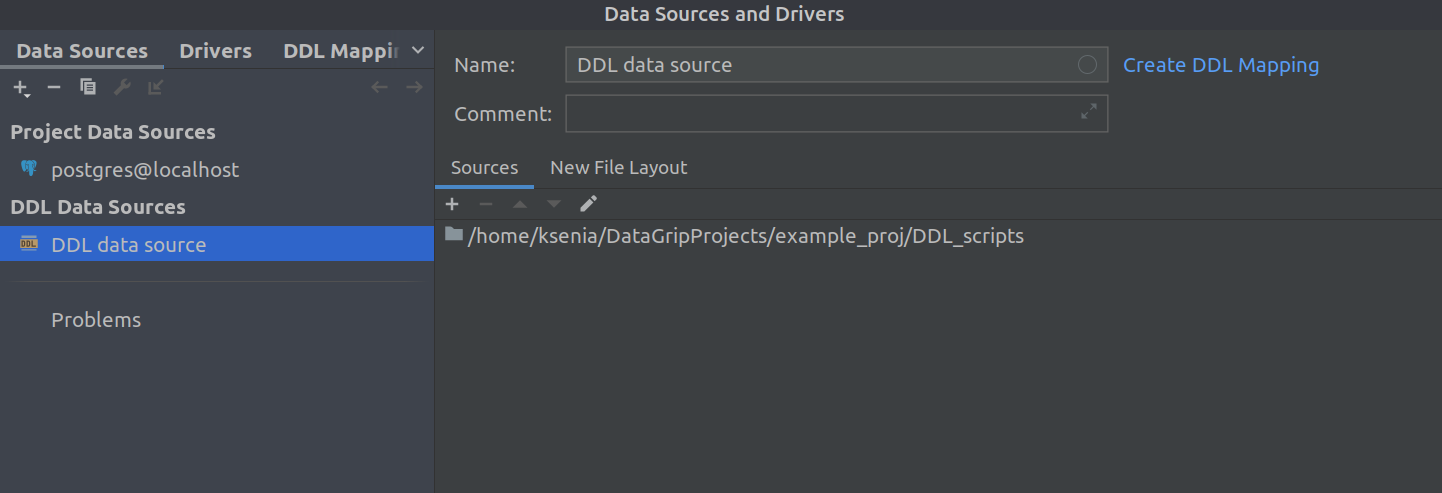 Data Sources and Drivers
Data Sources Drivers DDL Mappin
Project Data Sources
postgres@localhost
DDL Data Sources
DDL DDL data source
Problems
Name: DDL data source Create DDL Mapping
Comment:
Sources New File Layout
/home/ksenia/DataGripProjects/example_proj/DDL_scripts